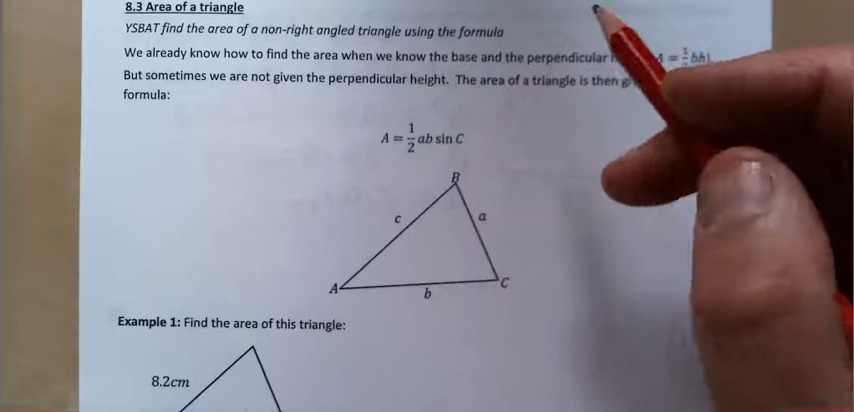 8.3 Area of a triangle
YSBAT find the area of a non-right angled triangle using the formula
We already know how to find the area when we know the base and the perpendicular = 1/2 bh)
But sometimes we are not given the perpendicular height. The area of a triangle is then
formula:
A = 1/2 ab sin C
B
c
a
A
C
b
Example 1: Find the area of this triangle:
8.2cm